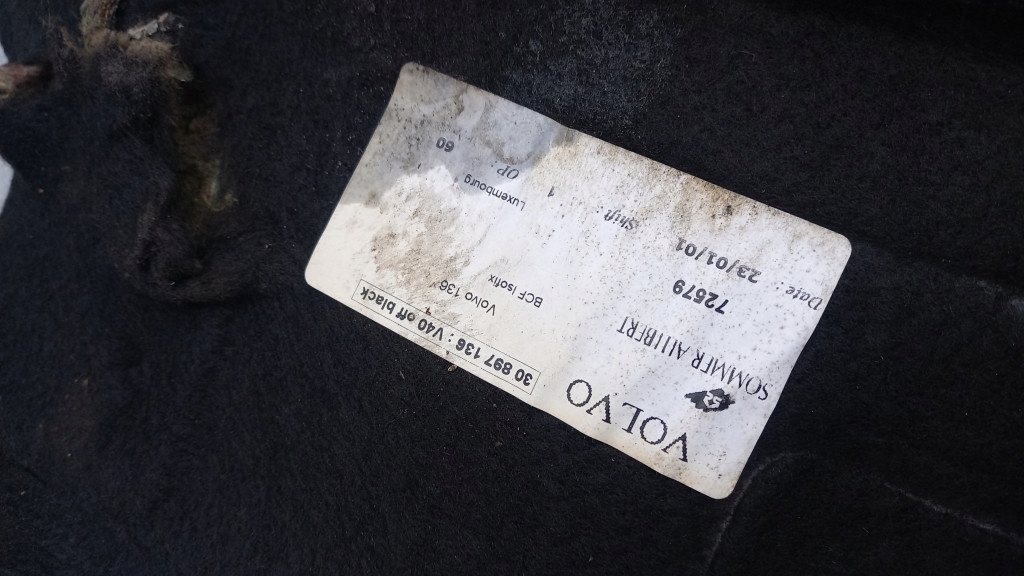 VOLVO
30 897 136 : V40 off black
SOMMER ALLIBERT
Volvo 136
BCF Isofix
72579
Date : 23/01/01
Shift : 1
Luxembourg
OP : 60